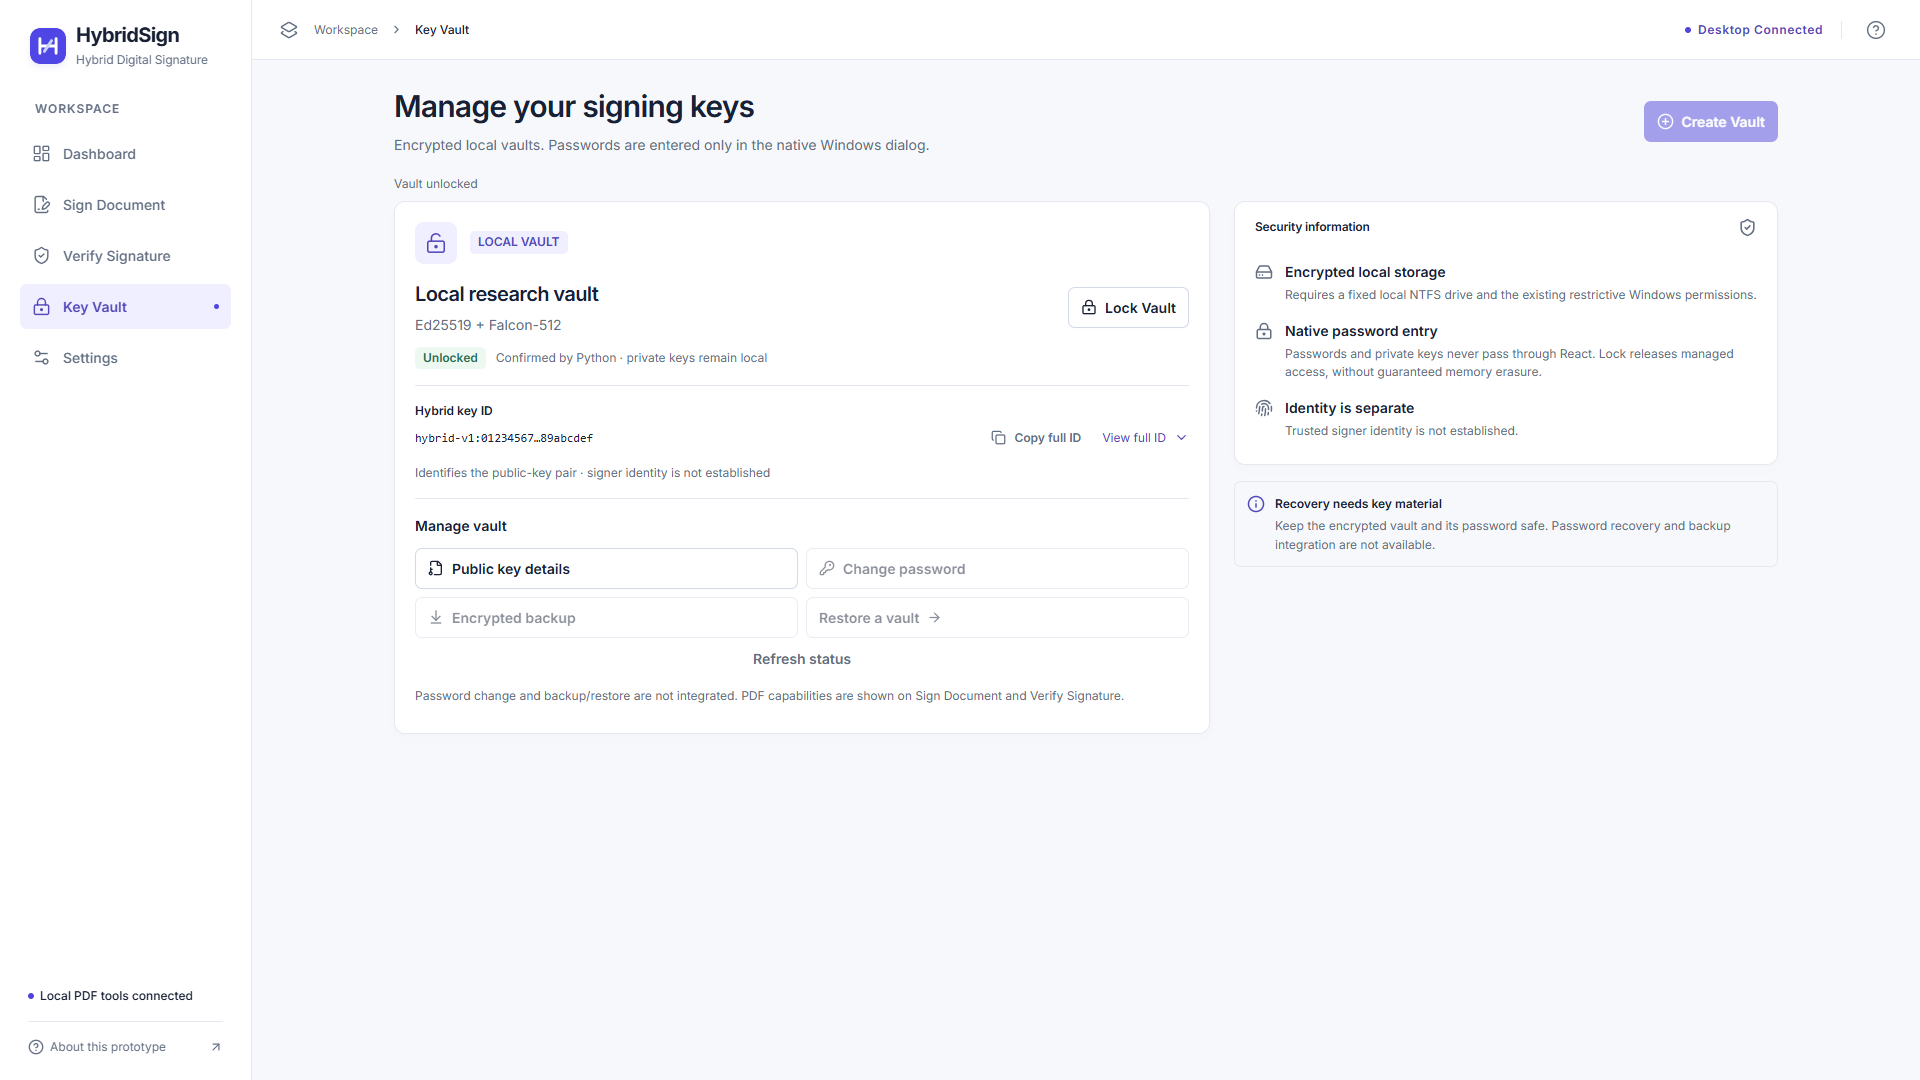 HybridSign
Hybrid Digital Signature
WORKSPACE
Dashboard
Sign Document
Verify Signature
Key Vault
Settings
Local PDF tools connected
About this prototype
Workspace
Key Vault
Desktop Connected
Manage your signing keys
Encrypted local vaults. Passwords are entered only in the native Windows dialog.
Create Vault
Vault unlocked
LOCAL VAULT
Local research vault
Ed25519 + Falcon-512
Unlocked Confirmed by Python · private keys remain local
Lock Vault
Hybrid key ID
hybrid-v1:01234567…89abcdef
Copy full ID
View full ID
Identifies the public-key pair · signer identity is not established
Manage vault
Public key details
Change password
Encrypted backup
Restore a vault
Refresh status
Password change and backup/restore are not integrated. PDF capabilities are shown on Sign Document and Verify Signature.
Security information
Encrypted local storage
Requires a fixed local NTFS drive and the existing restrictive Windows permissions.
Native password entry
Passwords and private keys never pass through React. Lock releases managed
access, without guaranteed memory erasure.
Identity is separate
Trusted signer identity is not established.
Recovery needs key material
Keep the encrypted vault and its password safe. Password recovery and backup
integration are not available.